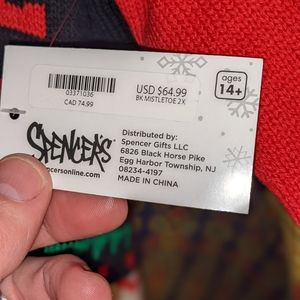 03371036
CAD 74.99
USD $64.99
BK MISTLETOE 2X
ages
14+
SPENCER'S
ncersonline.com
Distributed by:
Spencer Gifts LLC
6826 Black Horse Pike
Egg Harbor Township, NJ
08234-4197
MADE IN CHINA